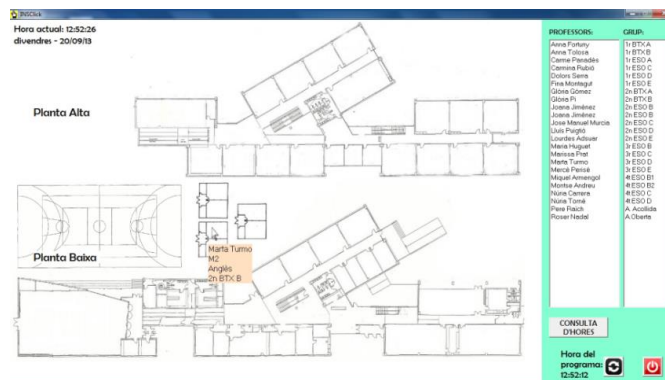 INSClick
Hora actual: 12:52:26
divendres - 20/09/13
Planta Alta
Planta Baixa
Marta Turmo
M2
Anglès
2n BTX B
PROFESSORS:
Anna Fortuny
Anna Tolosa
Carme Panadés
Carmina Rubió
Dolors Serra
Fina Montagut
Glòria Gómez
Glòria Pi
Joana Jiménez
Joana Jiménez
Jose Manuel Murcia
Lluís Puigtió
Lourdes Adsuar
Maria Huguet
Marissa Prat
Marta Turmo
Mercè Perisé
Miquel Armengol
Montse Andreu
Núria Carrera
Núria Torné
Pere Raich
Roser Nadal
GRUP:
1r BTX A
1r BTX B
1r ESO A
1r ESO C
1r ESO D
1r ESO E
2n BTX A
2n BTX B
2n ESO B
2n ESO B
2n ESO C
2n ESO D
2n ESO E
3r ESO B
3r ESO C
3r ESO D
3r ESO E
4t ESO B1
4t ESO B2
4t ESO C
4t ESO D
A. Acollida
A.Oberta
CONSULTA
D'HORES
Hora del
programa:
12:52:12